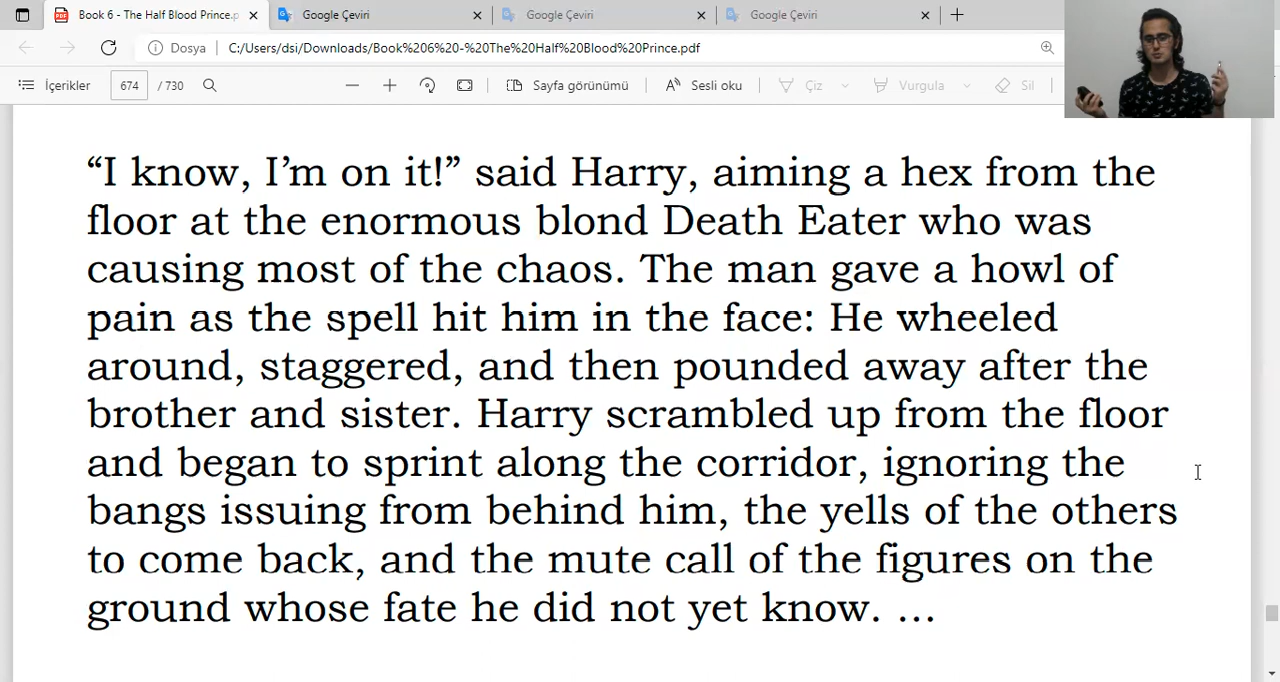 Book 6 - The Half Blood Prince.p
Google Çeviri
Google Çeviri
Google Çeviri
Dosya
C:/Users/dsi/Downloads/Book%206%20-%20The%20Half%20Blood%20Prince.pdf
İçerikler
674 / 730
Sayfa görünümü
Sesli oku
Çiz
Vurgula
Sil
“I know, I’m on it!” said Harry, aiming a hex from the
floor at the enormous blond Death Eater who was
causing most of the chaos. The man gave a howl of
pain as the spell hit him in the face: He wheeled
around, staggered, and then pounded away after the
brother and sister. Harry scrambled up from the floor
and began to sprint along the corridor, ignoring the
bangs issuing from behind him, the yells of the others
to come back, and the mute call of the figures on the
ground whose fate he did not yet know. …